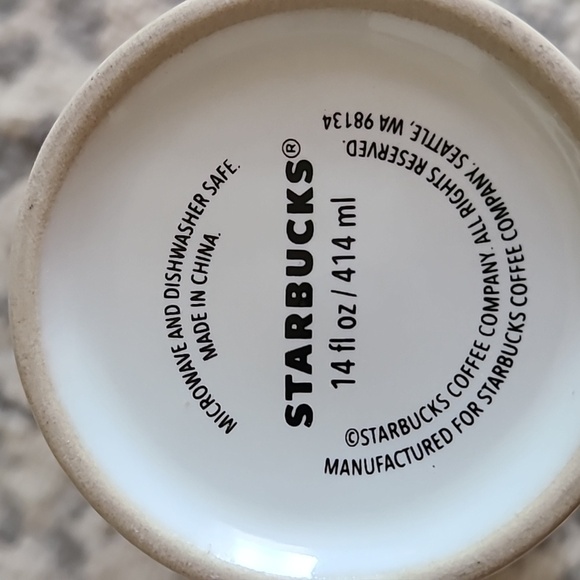 MICROWAVE AND DISHWASHER SAFE.
MADE IN CHINA.
STARBUCKS®
14 fl oz / 414 ml
©STARBUCKS COFFEE COMPANY. ALL RIGHTS RESERVED.
MANUFACTURED FOR STARBUCKS COFFEE COMPANY. SEATTLE, WA 98134